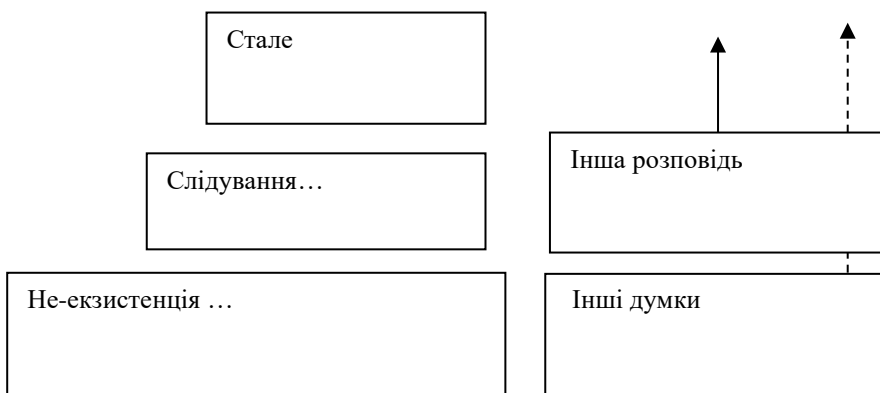 Стале
Слідування…
Інша розповідь
Не-екзистенція …
Інші думки